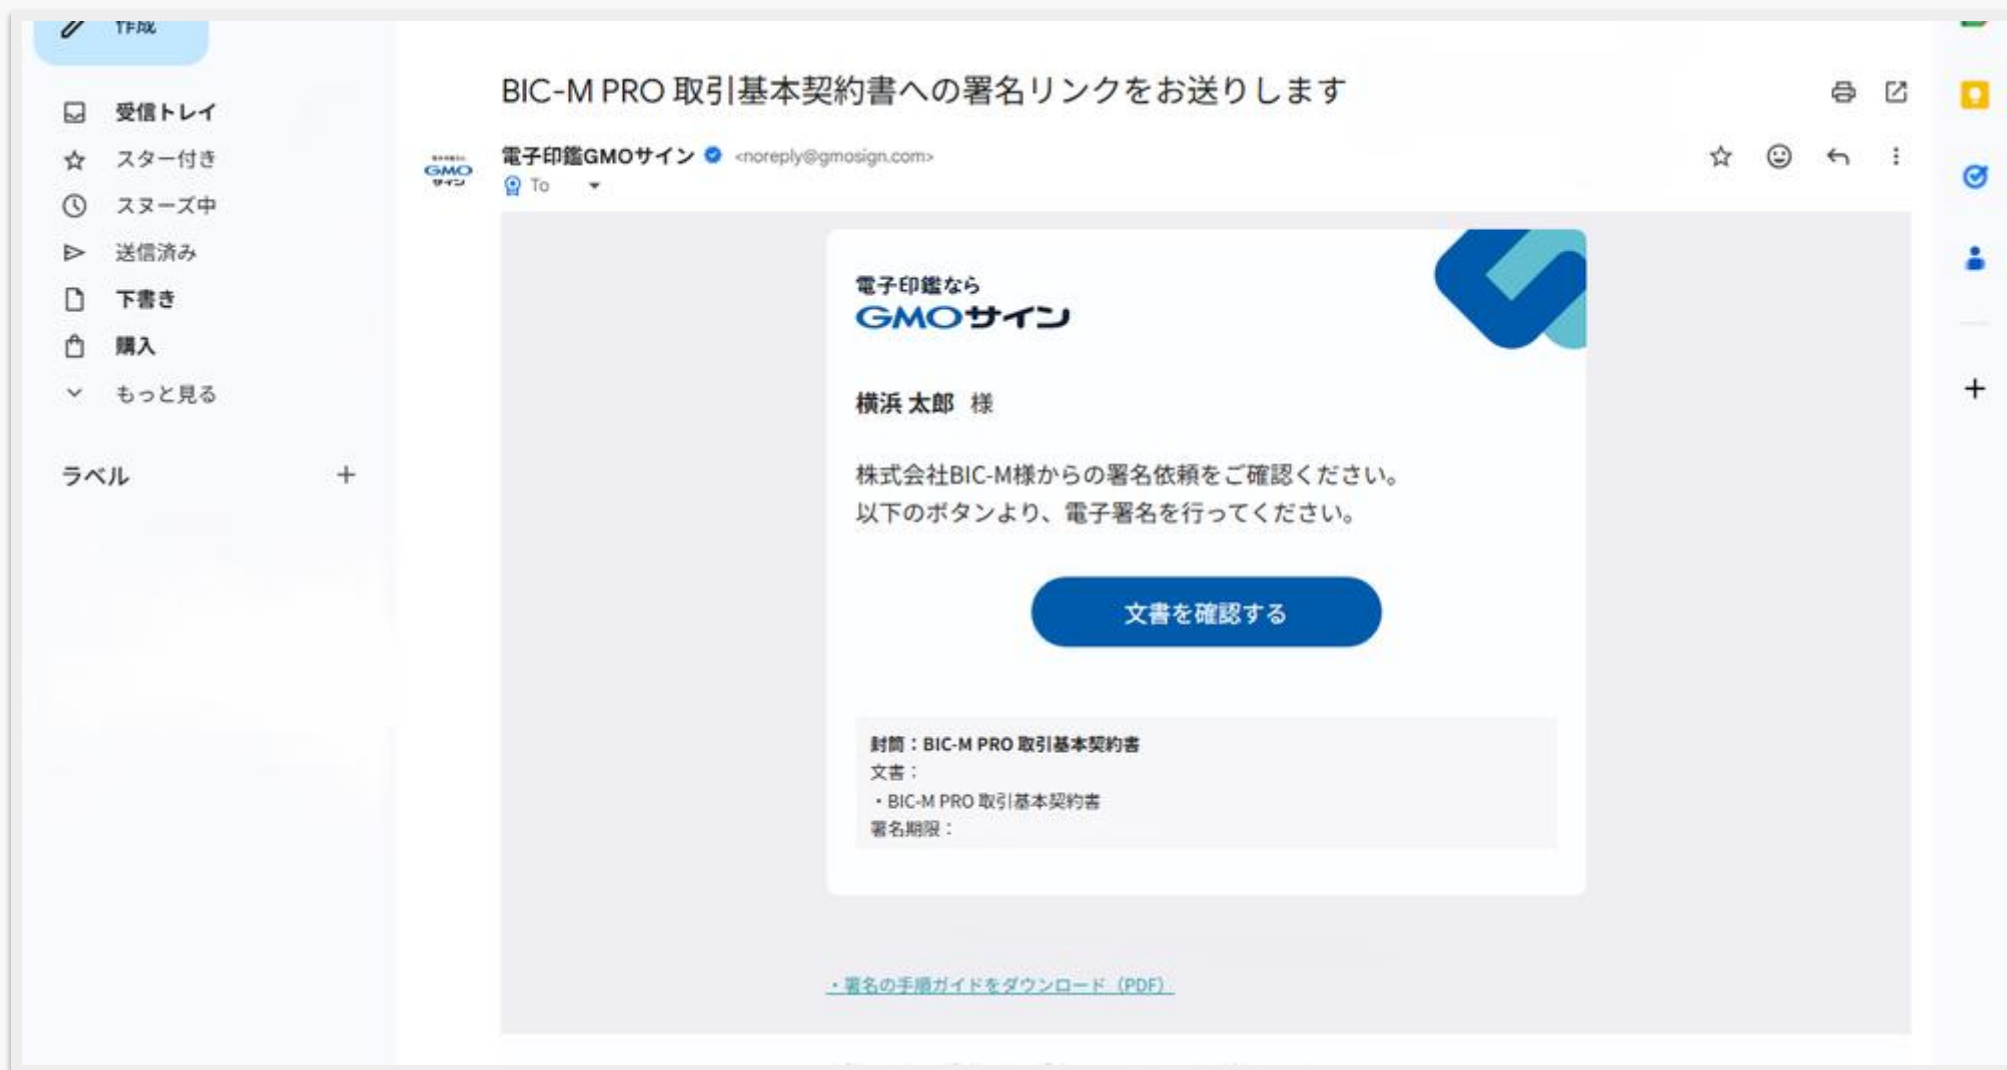 作成
受信トレイ
スター付き
スヌーズ中
送信済み
下書き
購入
もっと見る
ラベル
BIC-M PRO 取引基本契約書への署名リンクをお送りします
GMO
サイン
電子印鑑GMOサイン <noreply@gmosign.com>
To
電子印鑑なら
GMOサイン
横浜 太郎 様
株式会社BIC-M様からの署名依頼をご確認ください。
以下のボタンより、電子署名を行ってください。
文書を確認する
封筒：BIC-M PRO 取引基本契約書
文書：
・BIC-M PRO 取引基本契約書
署名期限：
・署名の手順ガイドをダウンロード（PDF）